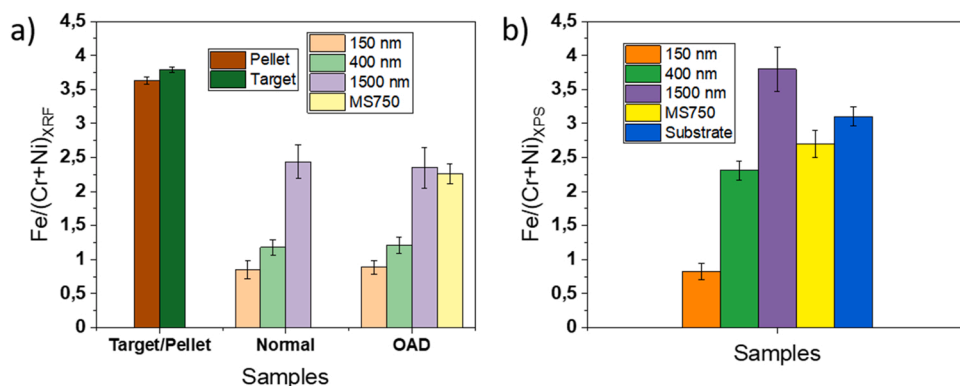 a)
Fe/(Cr+Ni)XRF
4,5
4
3,5
3
2,5
2
1,5
1
0,5
0
Pellet
Target
150 nm
400 nm
1500 nm
MS750
Target/Pellet Normal OAD
Samples
b)
Fe/(Cr+Ni)XPS
4,5
4
3,5
3
2,5
2
1,5
1
0,5
0
150 nm
400 nm
1500 nm
MS750
Substrate
Samples